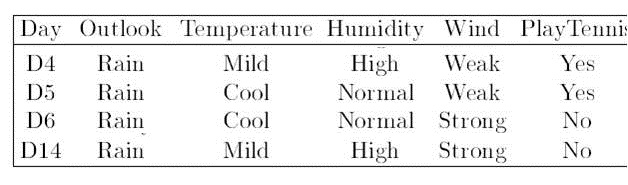 Day Outlook Temperature Humidity Wind PlayTennis
D4 Rain Mild High Weak Yes
D5 Rain Cool Normal Weak Yes
D6 Rain Cool Normal Strong No
D14 Rain Mild High Strong No